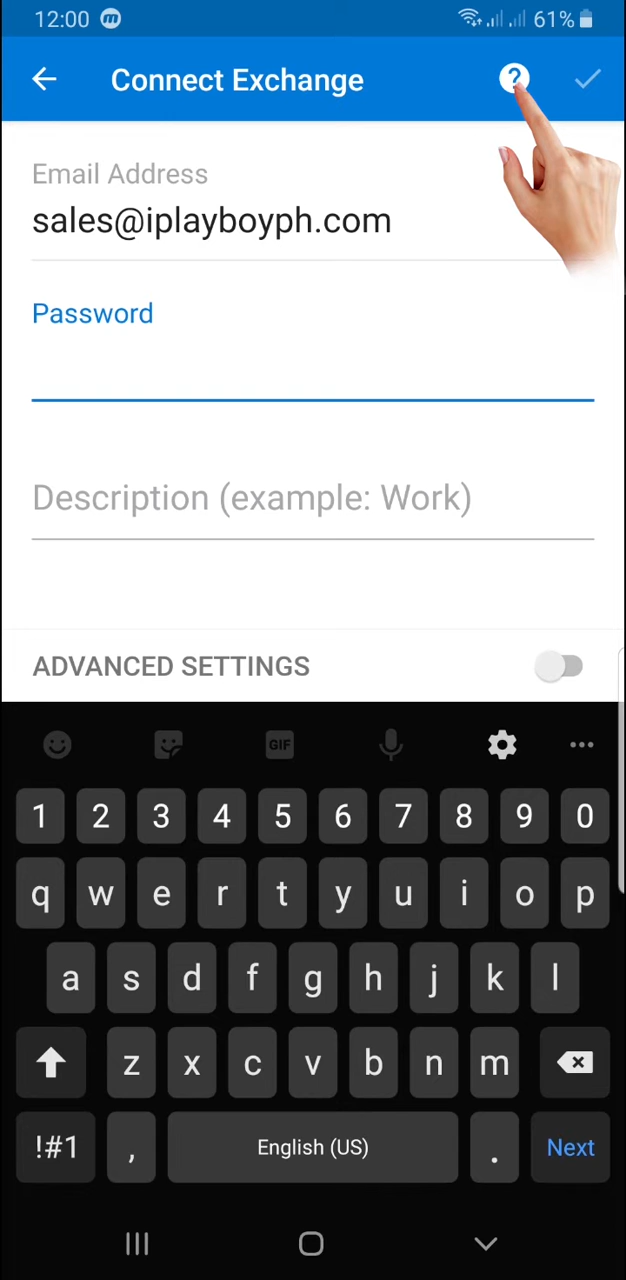 12:00 61%
Connect Exchange ?
Email Address
sales@iplayboyph.com
Password
Description (example: Work)
ADVANCED SETTINGS
GIF
1 2 3 4 5 6 7 8 9 0
q w e r t y u i o p
a s d f g h j k l
z x c v b n m
!#1 , English (US) . Next